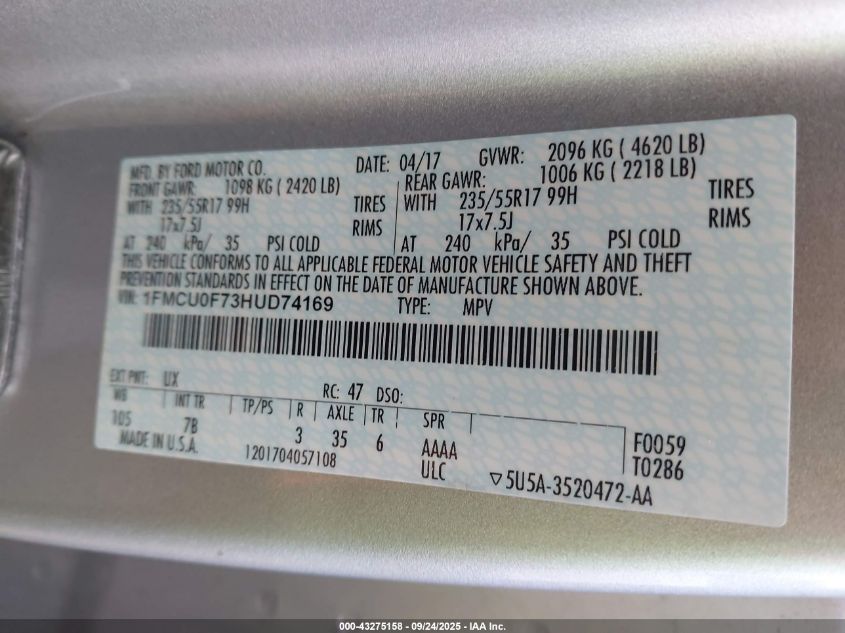 MFD. BY FORD MOTOR CO. DATE: 04/17 GVWR: 2096 KG ( 4620 LB)
FRONT GAWR: 1098 KG ( 2420 LB) REAR GAWR: 1006 KG ( 2218 LB)
WITH 235/55R17 99H TIRES WITH 235/55R17 99H TIRES
17x7.5J RIMS 17x7.5J RIMS
AT 240 kPa/ 35 PSI COLD AT 240 kPa/ 35 PSI COLD
THIS VEHICLE CONFORMS TO ALL APPLICABLE FEDERAL MOTOR VEHICLE SAFETY AND THEFT
PREVENTION STANDARDS IN EFFECT ON THE DATE OF MANUFACTURE SHOWN ABOVE.
VIN: 1FMCU0F73HUD74169 TYPE: MPV
EXT PNT: UX RC: 47 DSO:
WB INT TR TP/PS R AXLE TR SPR
105 7B 3 35 6 AAAA F0059
MADE IN U.S.A. 1201704057108 ULC T0286
▽5U5A-3520472-AA
000-43275158 - 09/24/2025 - IAA Inc.